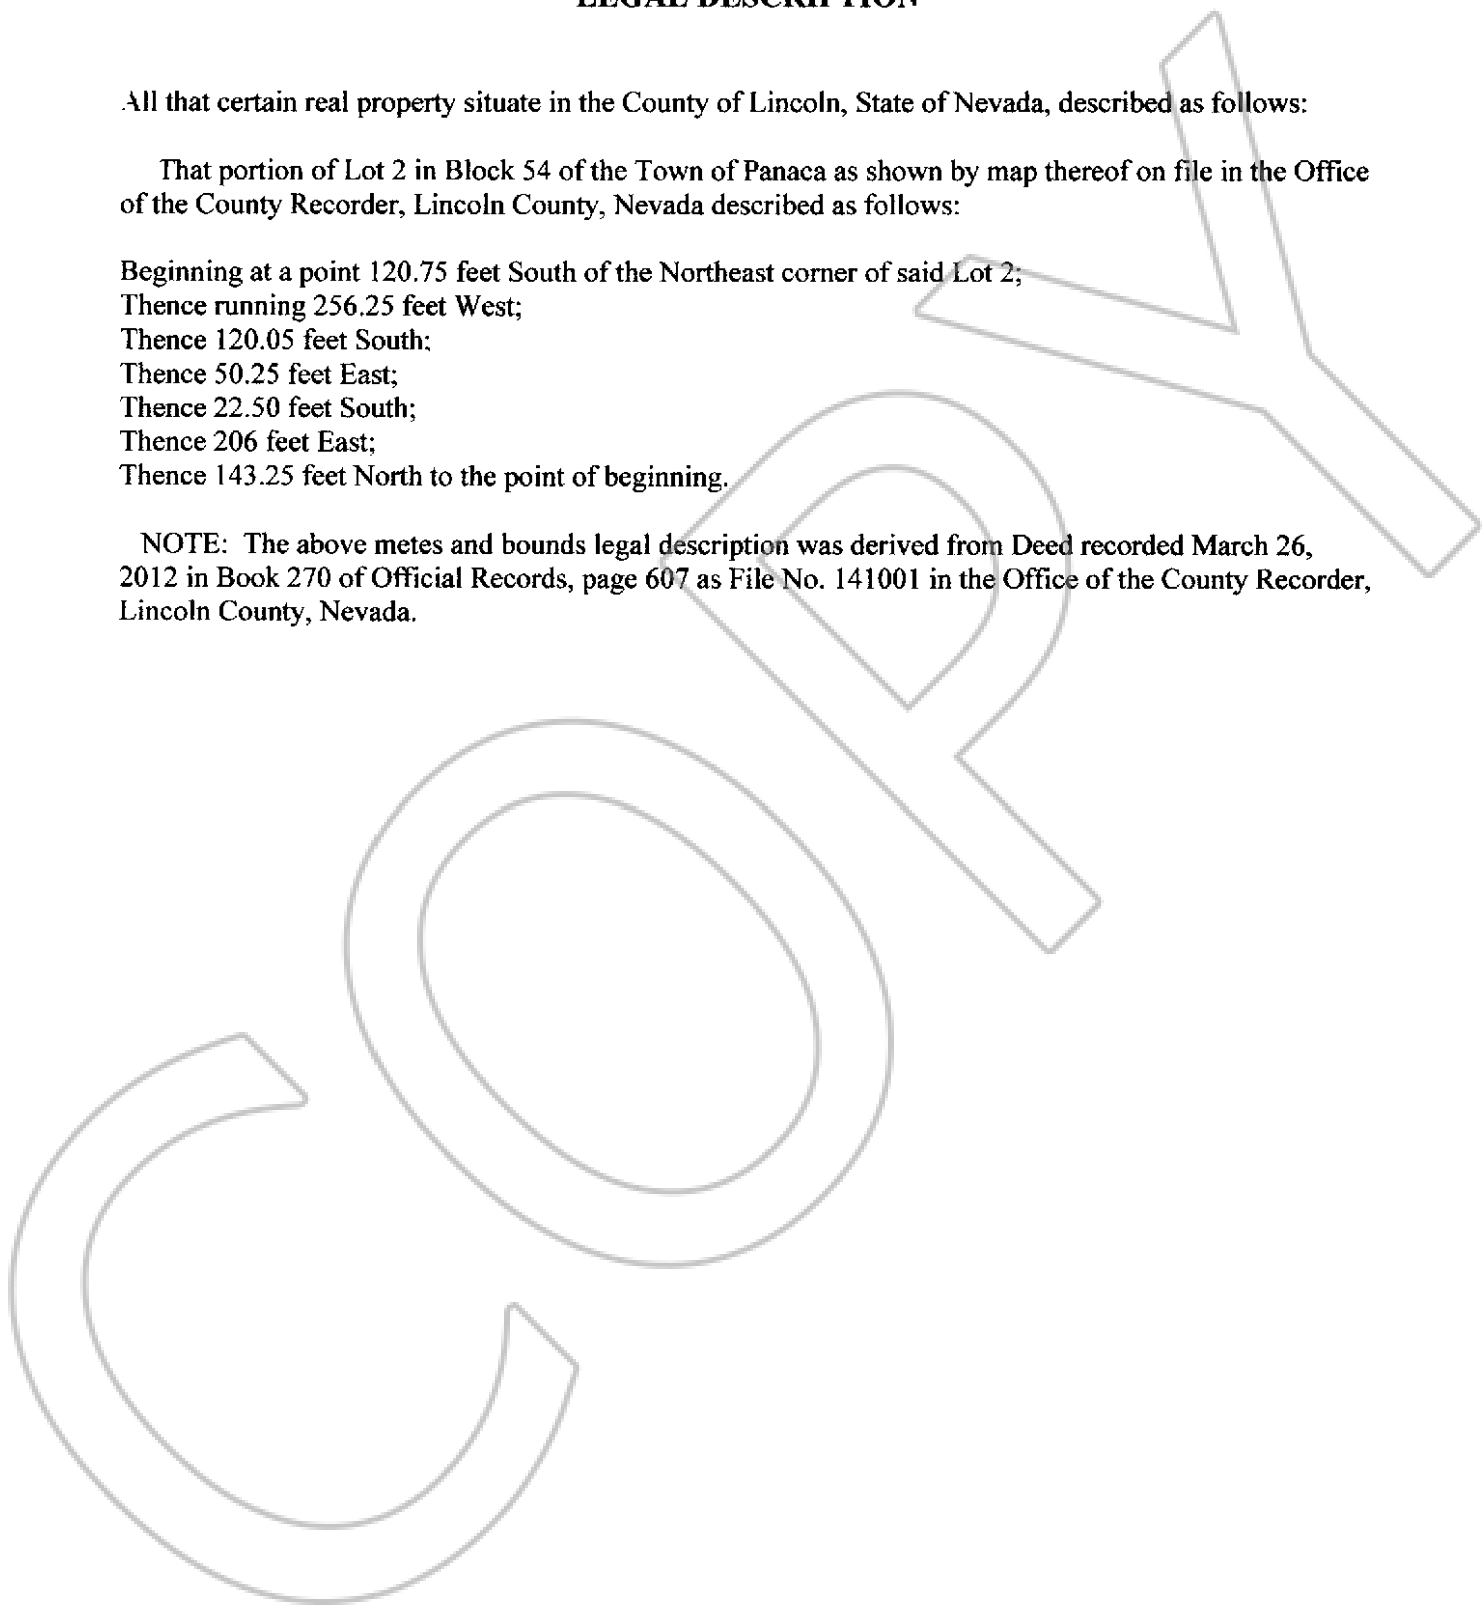 LEGAL DESCRIPTION
All that certain real property situate in the County of Lincoln, State of Nevada, described as follows:
That portion of Lot 2 in Block 54 of the Town of Panaca as shown by map thereof on file in the Office
of the County Recorder, Lincoln County, Nevada described as follows:
Beginning at a point 120.75 feet South of the Northeast corner of said Lot 2;
Thence running 256.25 feet West;
Thence 120.05 feet South;
Thence 50.25 feet East;
Thence 22.50 feet South;
Thence 206 feet East;
Thence 143.25 feet North to the point of beginning.
NOTE: The above metes and bounds legal description was derived from Deed recorded March 26,
2012 in Book 270 of Official Records, page 607 as File No. 141001 in the Office of the County Recorder,
Lincoln County, Nevada.
COPY